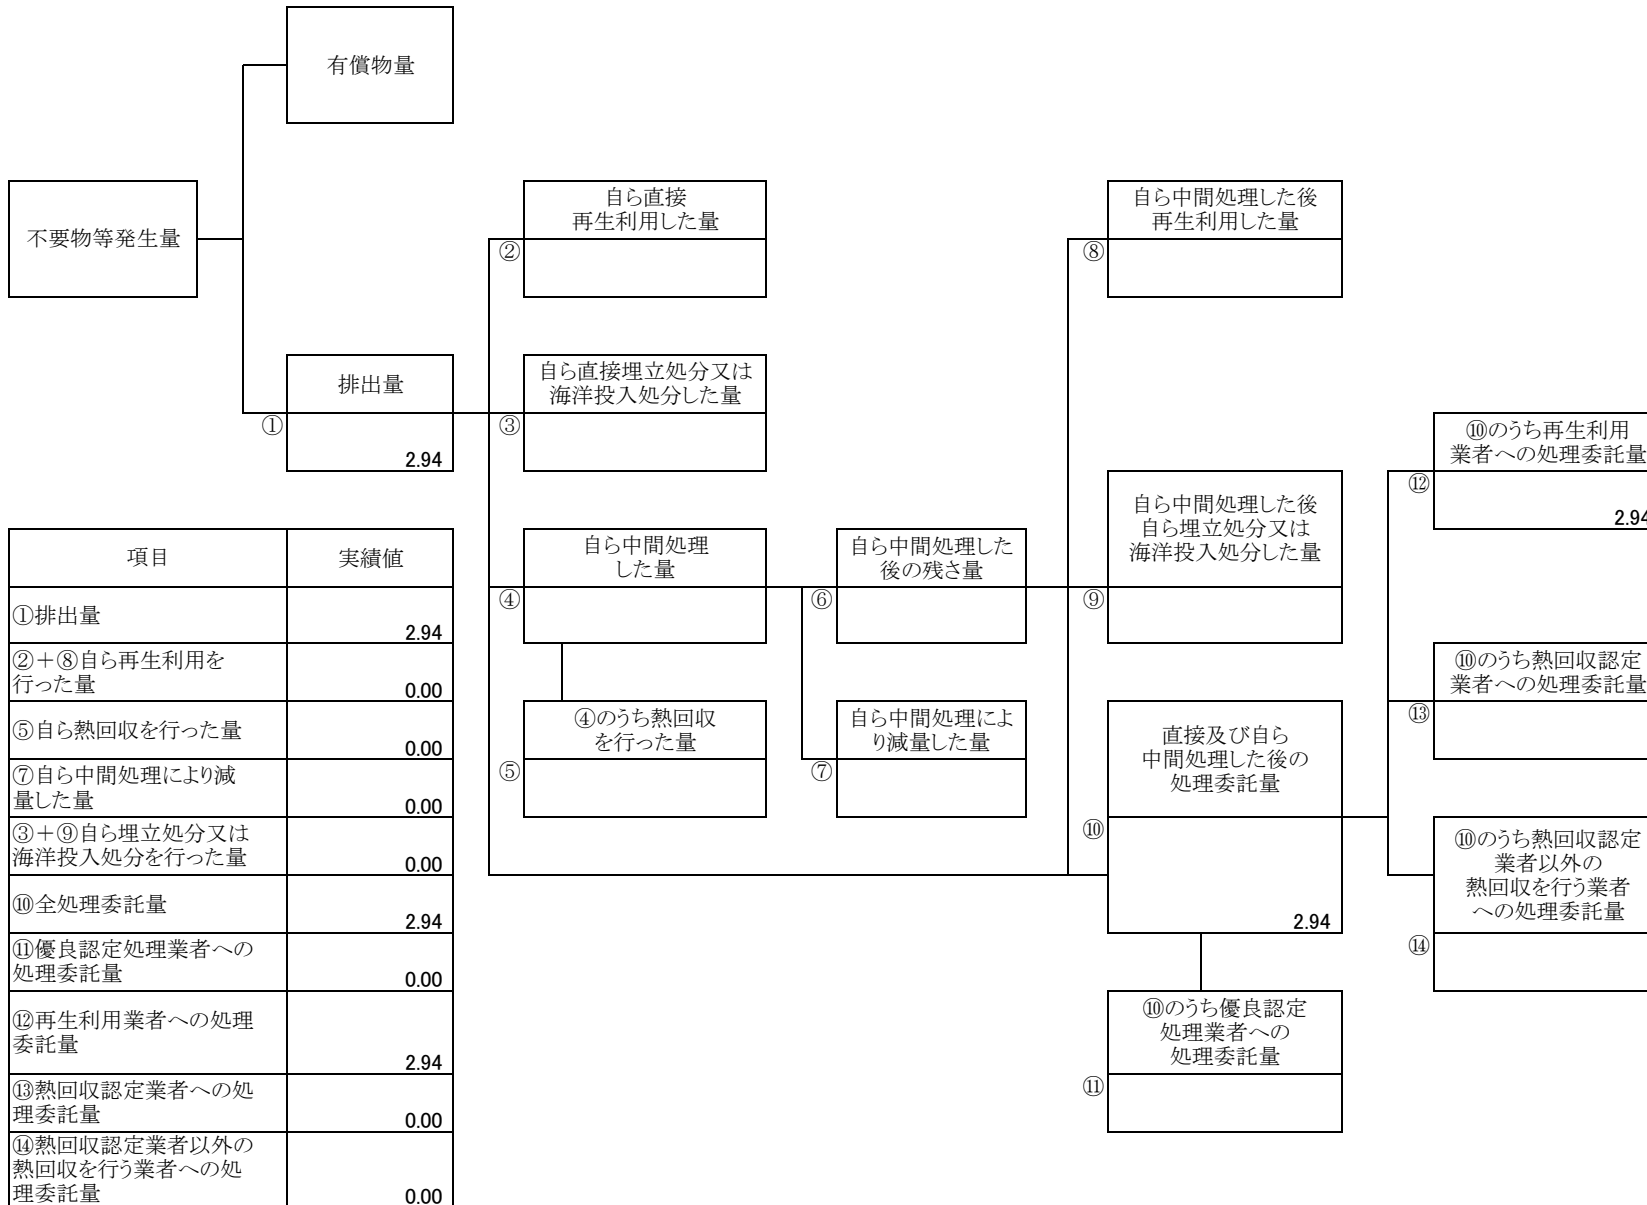 有償物量
不要物等発生量
自ら直接
再生利用した量
②
自ら中間処理した後
再生利用した量
⑧
排出量
①
2.94
自ら直接埋立処分又は
海洋投入処分した量
③
⑩のうち再生利用
業者への処理委託量
⑫
2.94
自ら中間処理
した量
④
自ら中間処理した
後の残さ量
⑥
自ら中間処理した後
自ら埋立処分又は
海洋投入処分した量
⑨
⑩のうち熱回収認定
業者への処理委託量
⑬
④のうち熱回収
を行った量
⑤
自ら中間処理によ
り減量した量
⑦
直接及び自ら
中間処理した後の
処理委託量
⑩
2.94
⑩のうち熱回収認定
業者以外の
熱回収を行う業者
への処理委託量
⑭
⑩のうち優良認定
処理業者への
処理委託量
⑪
項目 実績値
①排出量
2.94
②＋⑧自ら再生利用を
行った量
0.00
⑤自ら熱回収を行った量
0.00
⑦自ら中間処理により減
量した量
0.00
③＋⑨自ら埋立処分又は
海洋投入処分を行った量
0.00
⑩全処理委託量
2.94
⑪優良認定処理業者への
処理委託量
0.00
⑫再生利用業者への処理
委託量
2.94
⑬熱回収認定業者への処
理委託量
0.00
⑭熱回収認定業者以外の
熱回収を行う業者への処
理委託量
0.00